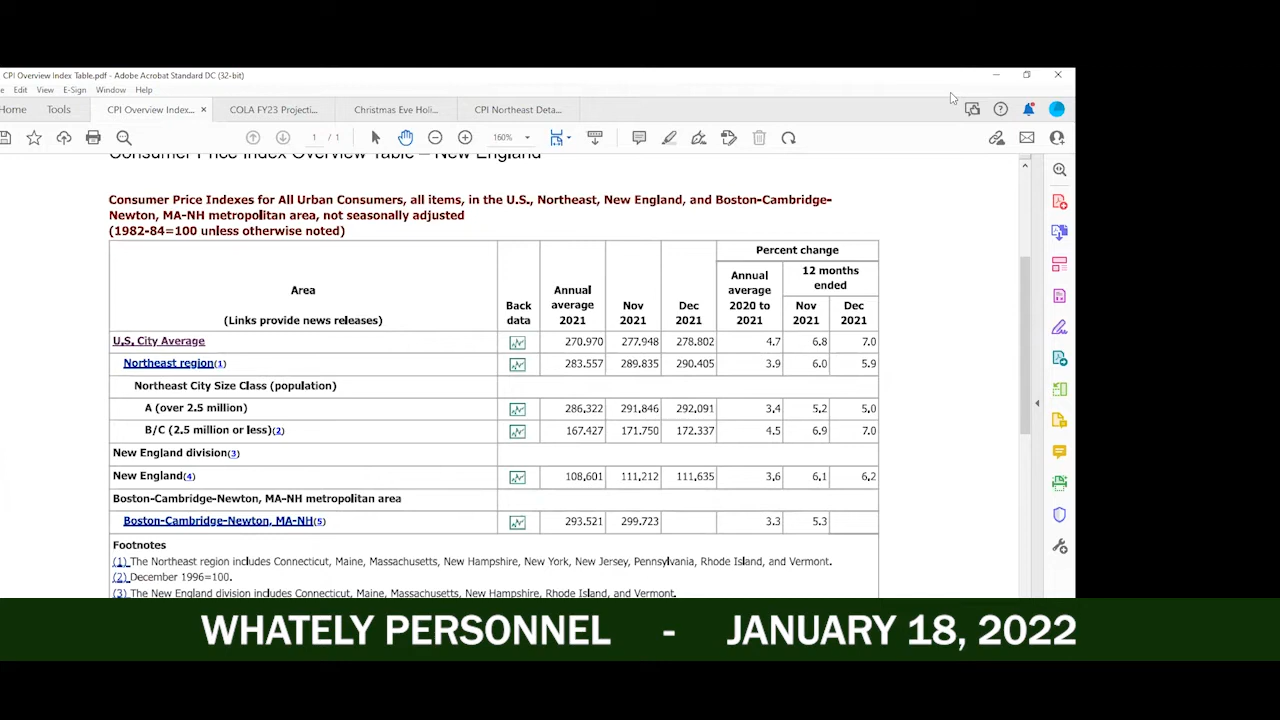 CPI Overview Index Table.pdf - Adobe Acrobat Standard DC (32-bit)
Edit View E-Sign Window Help
Home Tools CPI Overview Index... × COLA FY23 Projecti... Christmas Eve Holi... CPI Northeast Deta...
1 / 1 160%
Consumer Price Index Overview Table – New England
Consumer Price Indexes for All Urban Consumers, all items, in the U.S., Northeast, New England, and Boston-Cambridge-
Newton, MA-NH metropolitan area, not seasonally adjusted
(1982-84=100 unless otherwise noted)
Area
(Links provide news releases)
Back
data
Annual
average
2021
Nov
2021
Dec
2021
Percent change
Annual
average
2020 to
2021
12 months
ended
Nov
2021
Dec
2021
U.S. City Average 270.970 277.948 278.802 4.7 6.8 7.0
Northeast region(1) 283.557 289.835 290.405 3.9 6.0 5.9
Northeast City Size Class (population)
A (over 2.5 million) 286.322 291.846 292.091 3.4 5.2 5.0
B/C (2.5 million or less)(2) 167.427 171.750 172.337 4.5 6.9 7.0
New England division(3)
New England(4) 108.601 111.212 111.635 3.6 6.1 6.2
Boston-Cambridge-Newton, MA-NH metropolitan area
Boston-Cambridge-Newton, MA-NH(5) 293.521 299.723 3.3 5.3
Footnotes
(1) The Northeast region includes Connecticut, Maine, Massachusetts, New Hampshire, New York, New Jersey, Pennsylvania, Rhode Island, and Vermont.
(2) December 1996=100.
(3) The New England division includes Connecticut, Maine, Massachusetts, New Hampshire, Rhode Island, and Vermont.
WHATELY PERSONNEL - JANUARY 18, 2022